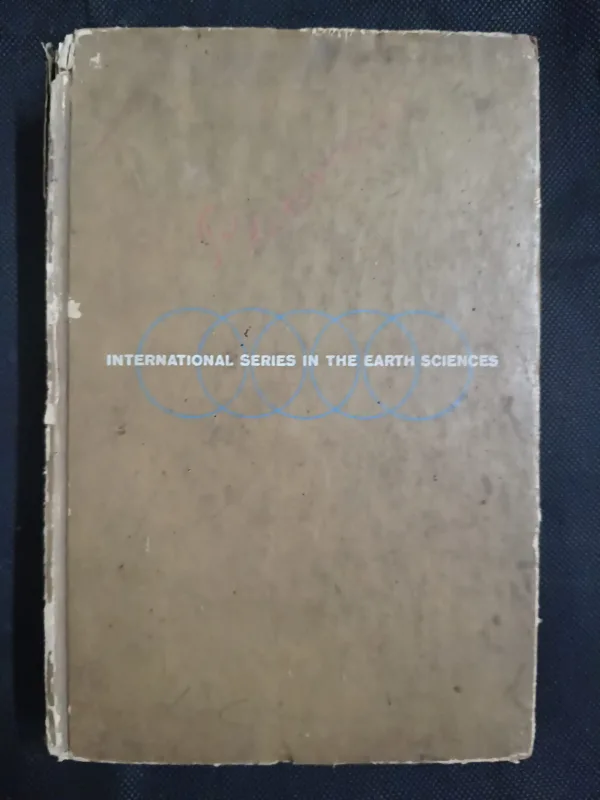 INTERNATIONAL SERIES IN THE EARTH SCIENCES